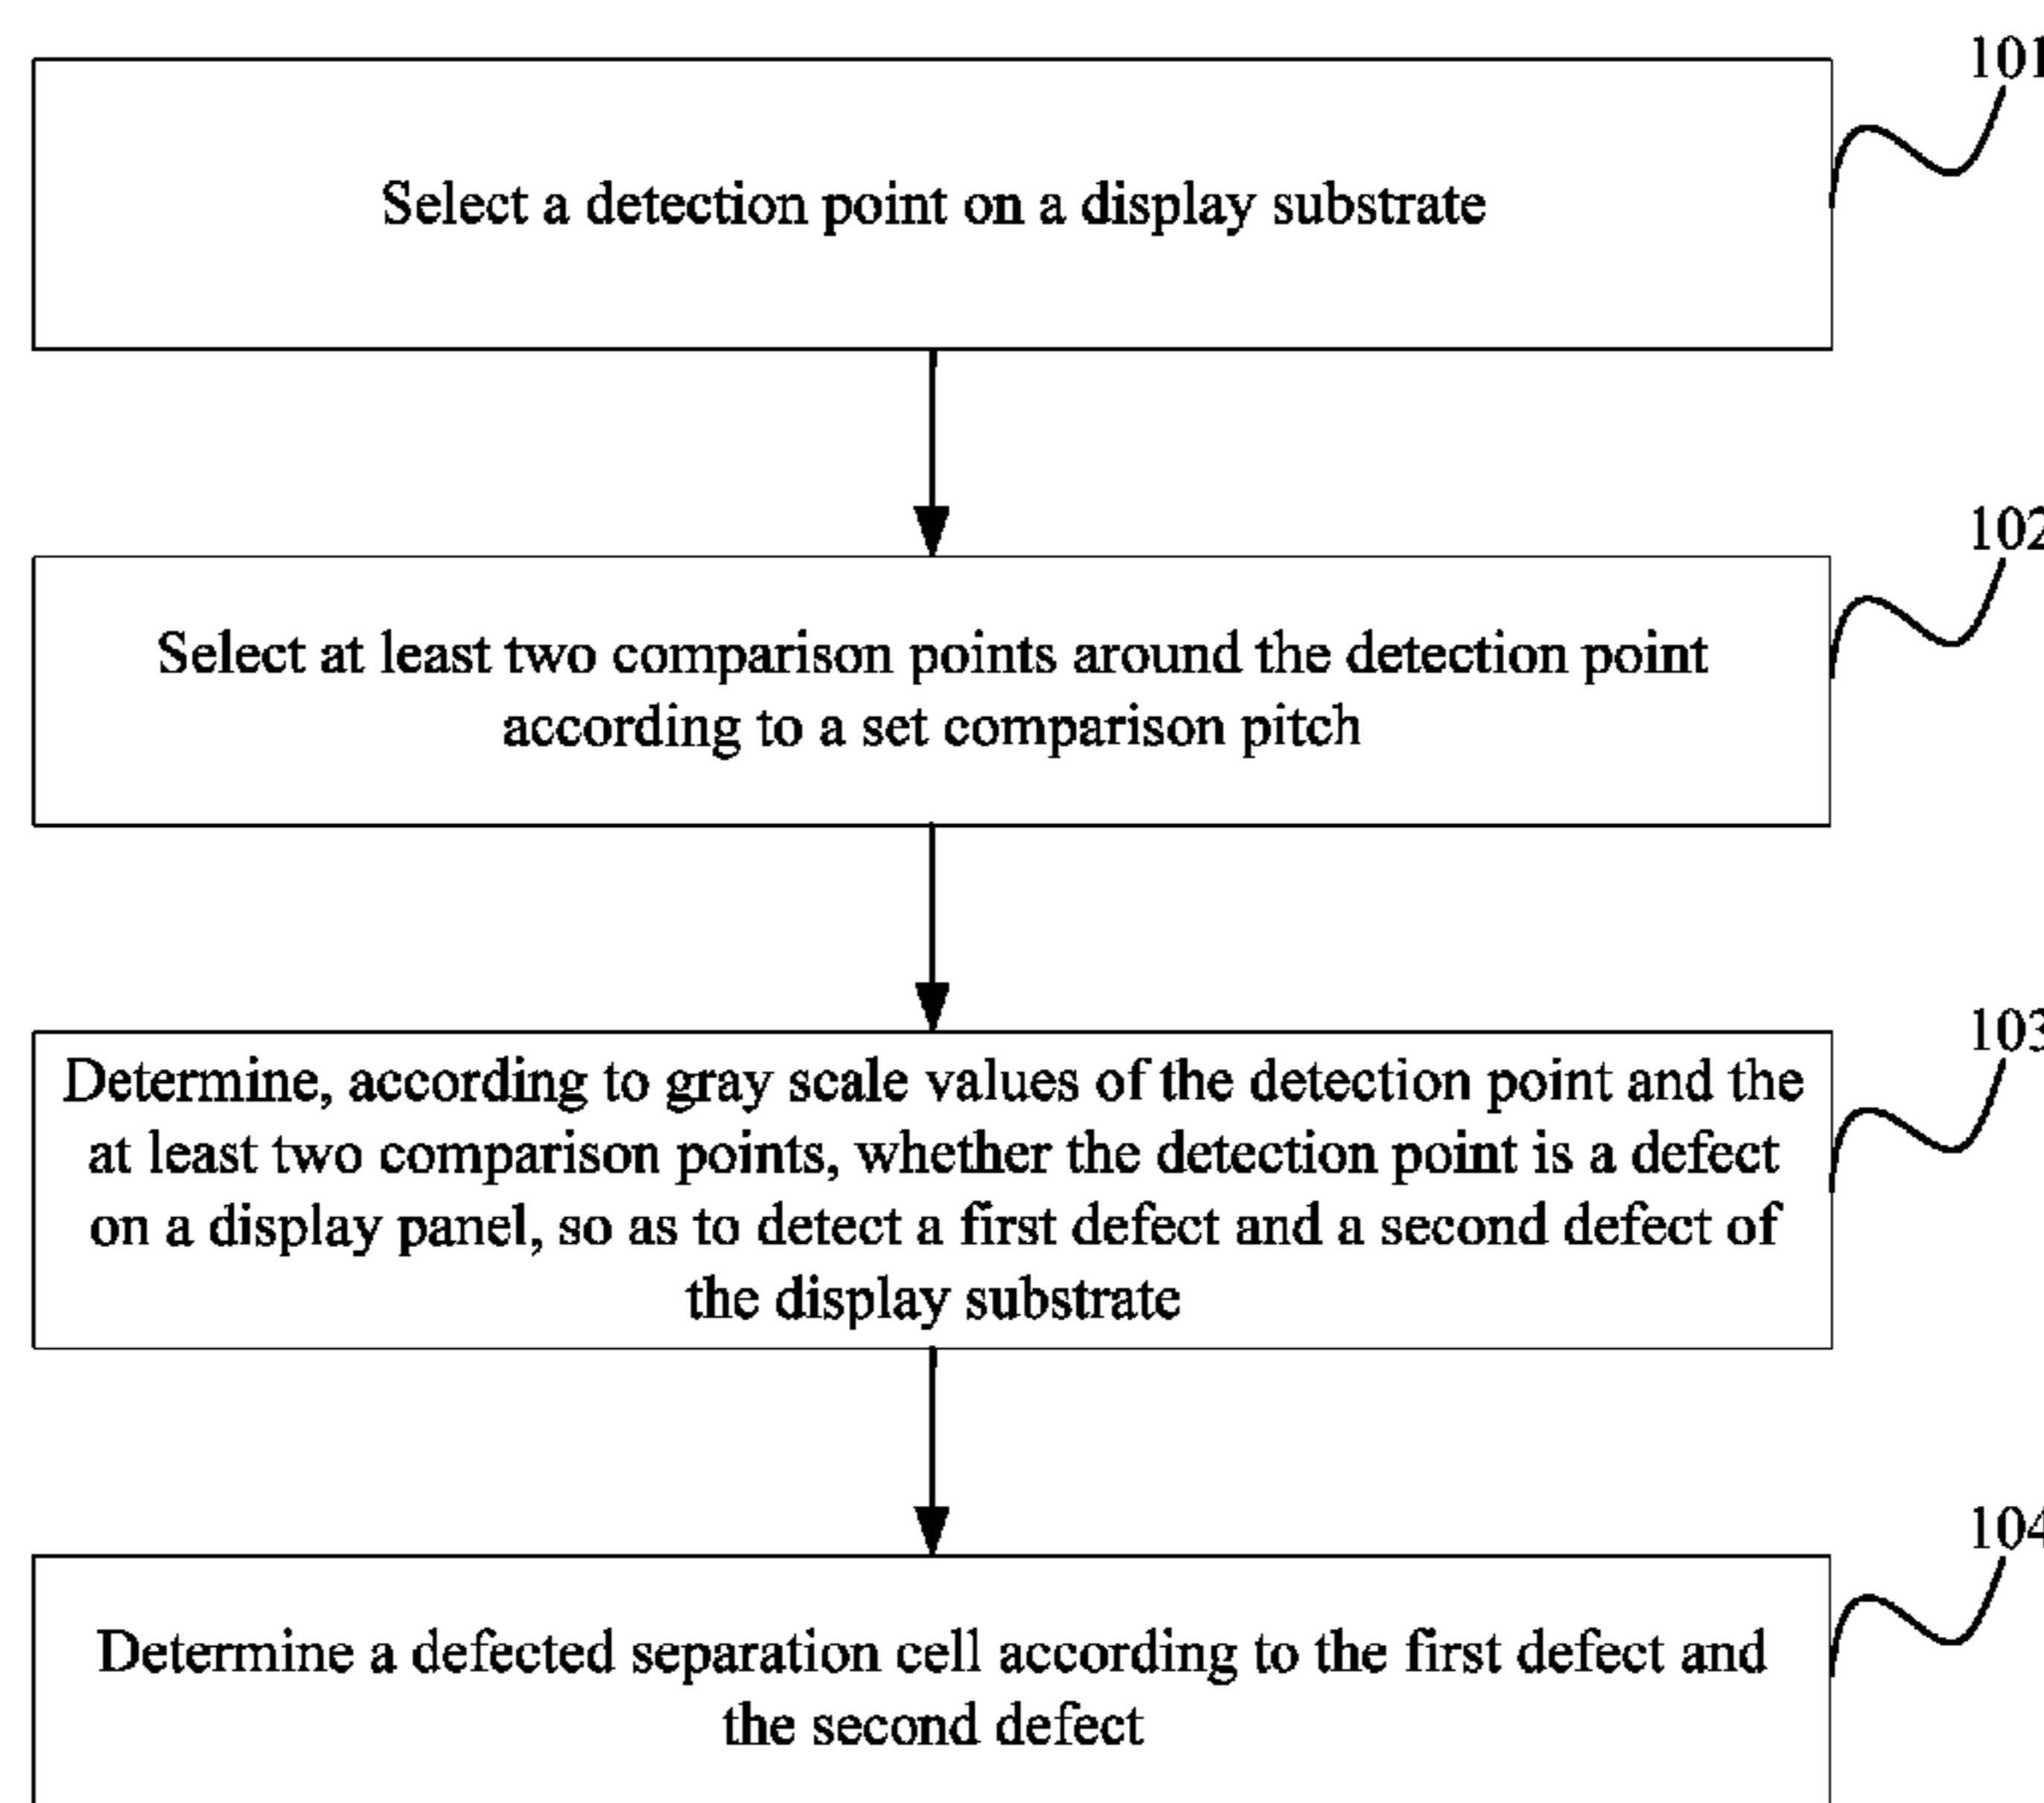 101
Select a detection point on a display substrate
102
Select at least two comparison points around the detection point
according to a set comparison pitch
103
Determine, according to gray scale values of the detection point and the
at least two comparison points, whether the detection point is a defect
on a display panel, so as to detect a first defect and a second defect of
the display substrate
104
Determine a defected separation cell according to the first defect and
the second defect